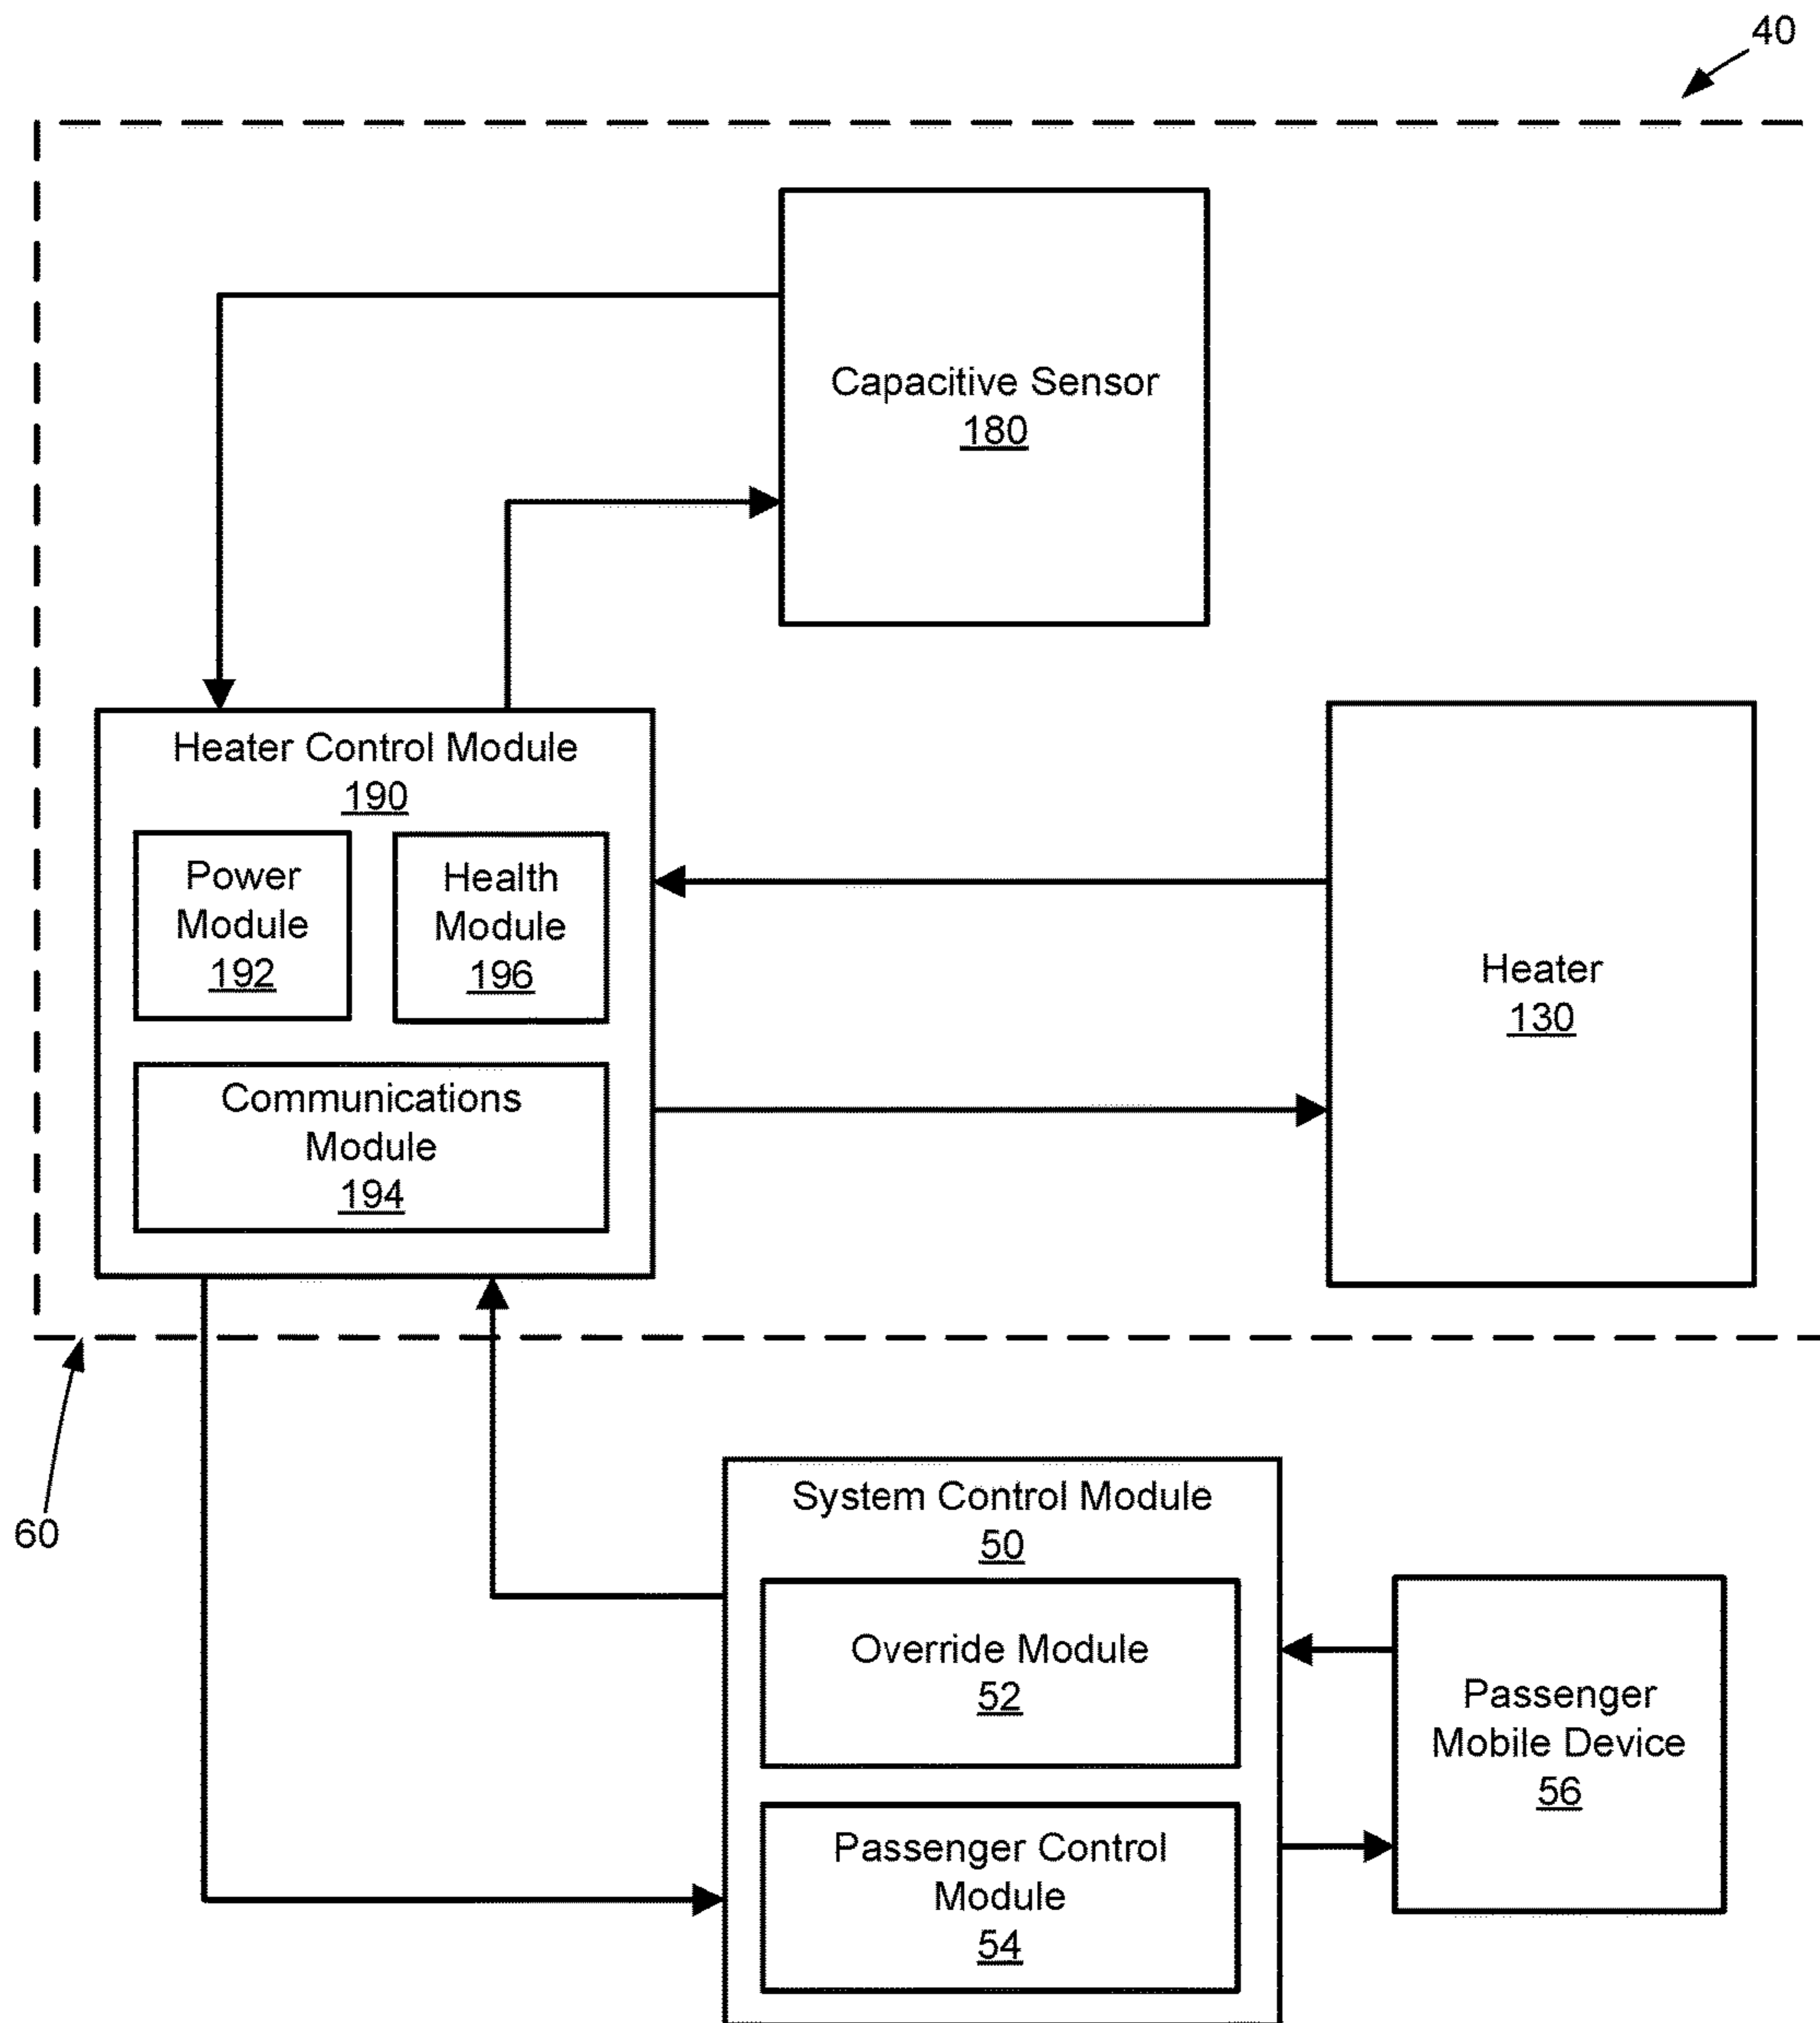 40
Capacitive Sensor
180
Heater Control Module
190
Power
Module
192
Health
Module
196
Heater
130
Communications
Module
194
60
System Control Module
50
Override Module
52
Passenger
Mobile Device
56
Passenger Control
Module
54